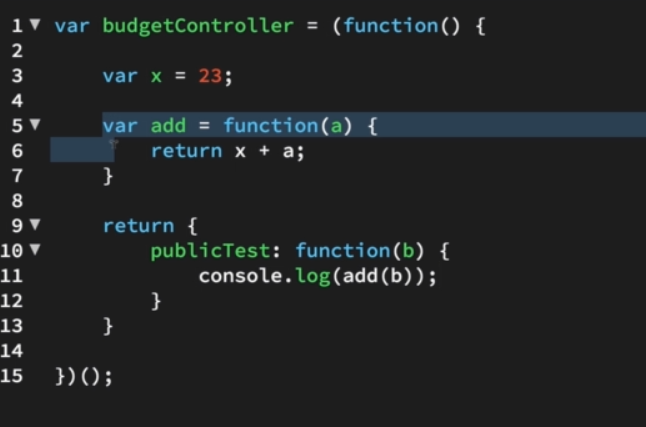 1 var budgetController = (function() {
2
3 var x = 23;
4
5 var add = function(a) {
6 return x + a;
7 }
8
9 return {
10 publicTest: function(b) {
11 console.log(add(b));
12 }
13 }
14
15 })();